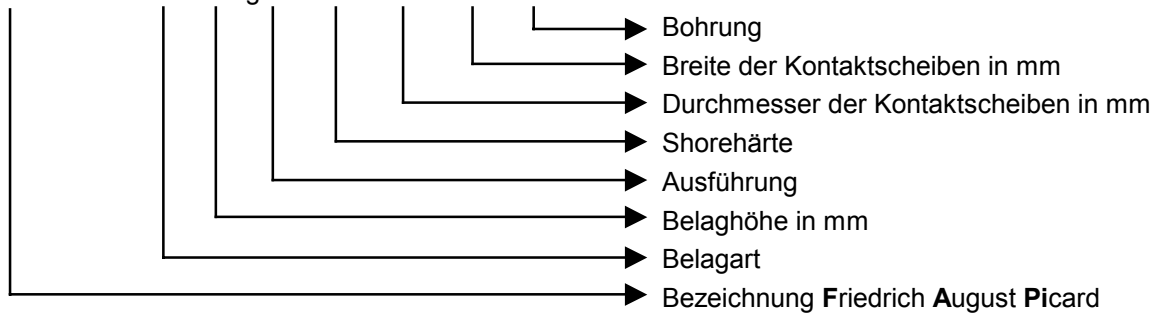 Bohrung
Breite der Kontaktscheiben in mm
Durchmesser der Kontaktscheiben in mm
Shorehärte
Ausführung
Belaghöhe in mm
Belagart
Bezeichnung Friedrich August Picard